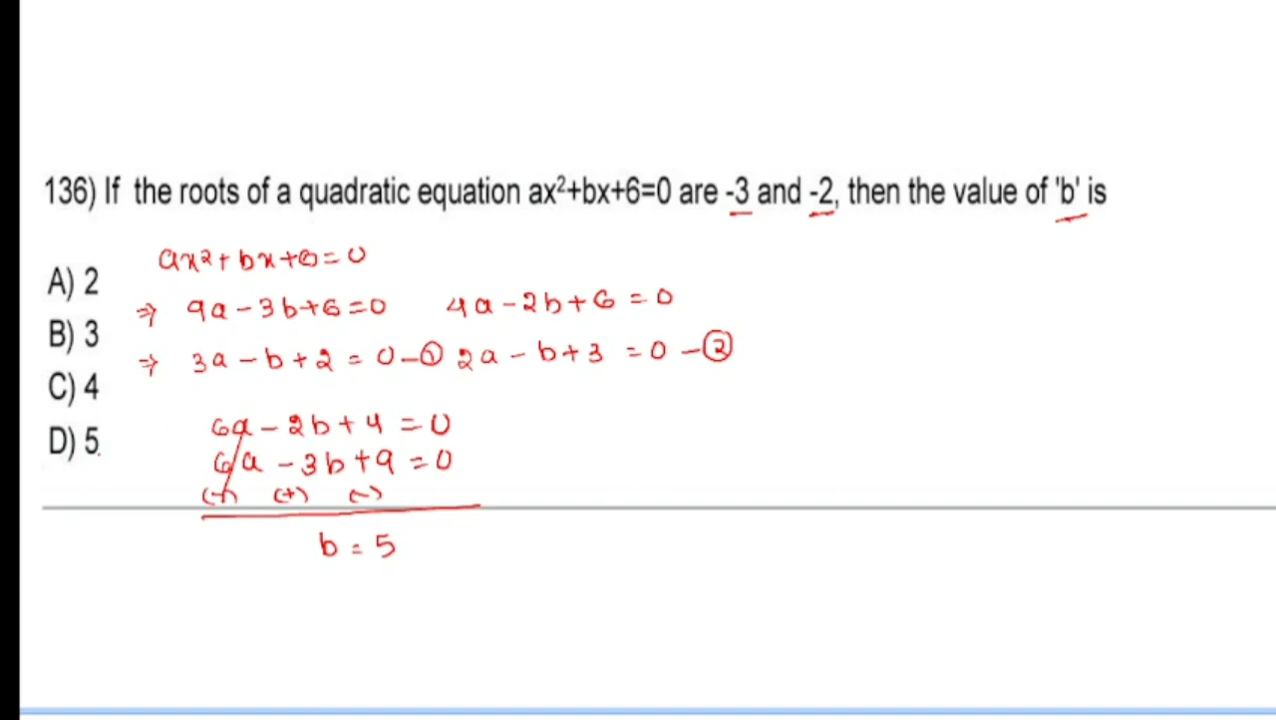 136) If the roots of a quadratic equation ax²+bx+6=0 are -3 and -2, then the value of 'b' is
A) 2
B) 3
C) 4
D) 5
ax²+bx+6=0
⇒ 9a-3b+6=0 4a-2b+6=0
⇒ 3a-b+2=0-① 2a-b+3=0-②
6a-2b+4=0
6a-3b+9=0
(-) (+) (-)
b=5